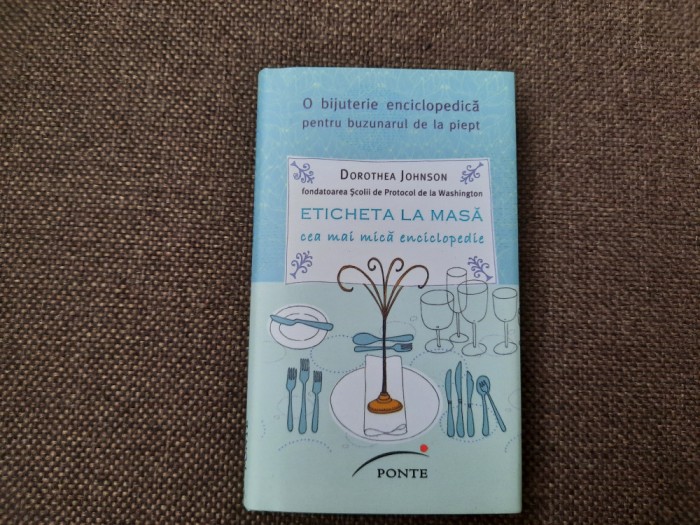 O bijuterie enciclopedică
pentru buzunarul de la piept
DOROTHEA JOHNSON
fondatoarea Școlii de Protocol de la Washington
ETICHETA LA MASĂ
cea mai mică enciclopedie
PONTE